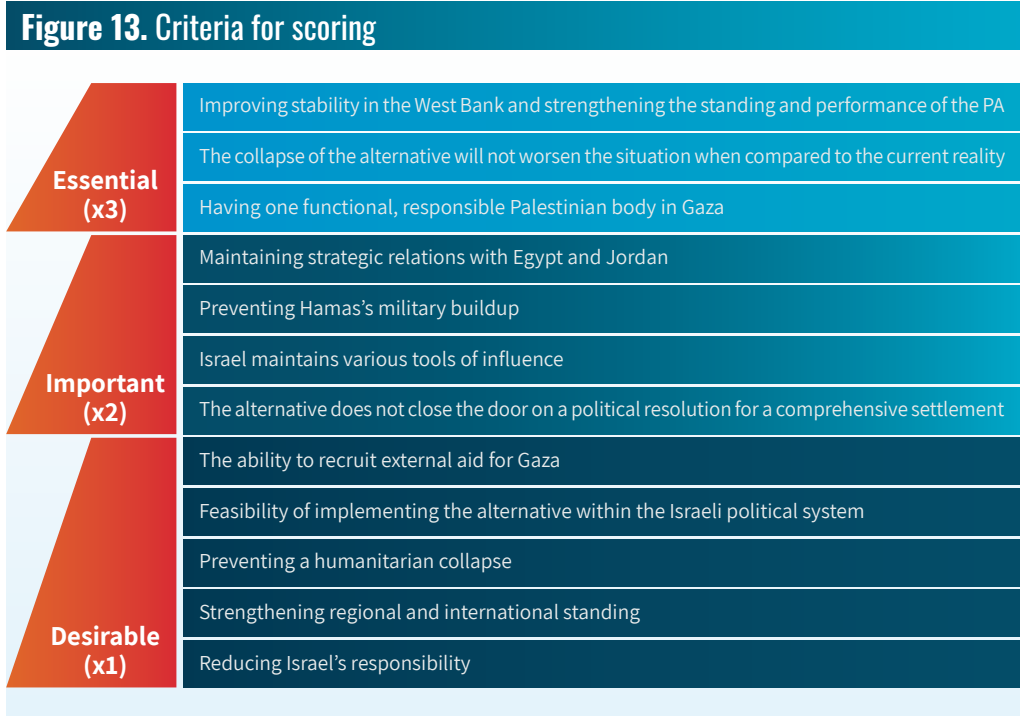 Figure 13. Criteria for scoring
Essential
(x3)
Improving stability in the West Bank and strengthening the standing and performance of the PA
The collapse of the alternative will not worsen the situation when compared to the current reality
Having one functional, responsible Palestinian body in Gaza
Important
(x2)
Maintaining strategic relations with Egypt and Jordan
Preventing Hamas’s military buildup
Israel maintains various tools of influence
The alternative does not close the door on a political resolution for a comprehensive settlement
Desirable
(x1)
The ability to recruit external aid for Gaza
Feasibility of implementing the alternative within the Israeli political system
Preventing a humanitarian collapse
Strengthening regional and international standing
Reducing Israel’s responsibility